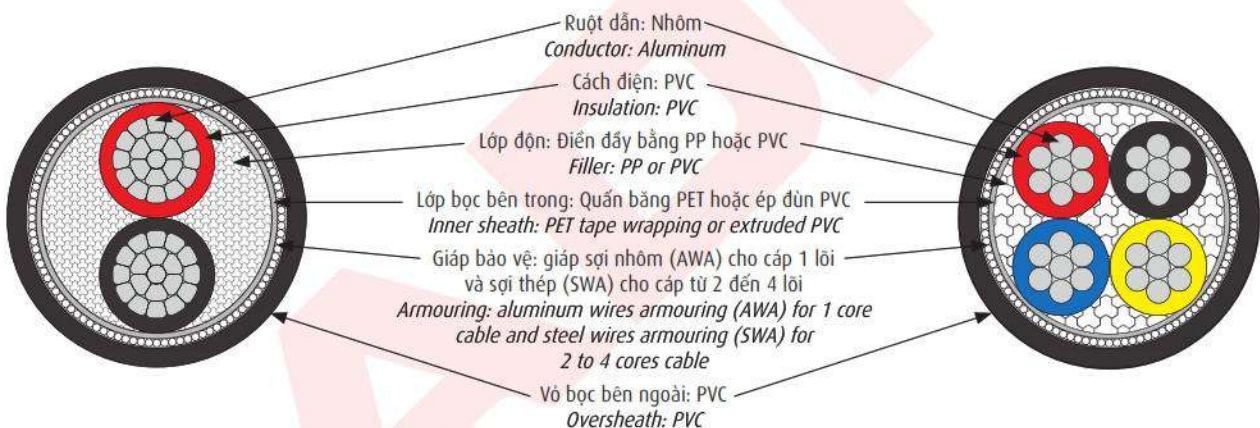 Ruột dẫn: Nhôm
Conductor: Aluminum
Cách điện: PVC
Insulation: PVC
Lớp độn: Điền đầy bằng PP hoặc PVC
Filler: PP or PVC
Lớp bọc bên trong: Quấn băng PET hoặc ép đùn PVC
Inner sheath: PET tape wrapping or extruded PVC
Giáp bảo vệ: giáp sợi nhôm (AWA) cho cáp 1 lõi
và sợi thép (SWA) cho cáp từ 2 đến 4 lõi
Armouring: aluminum wires armouring (AWA) for 1 core
cable and steel wires armouring (SWA) for
2 to 4 cores cable
Vỏ bọc bên ngoài: PVC
Oversheath: PVC